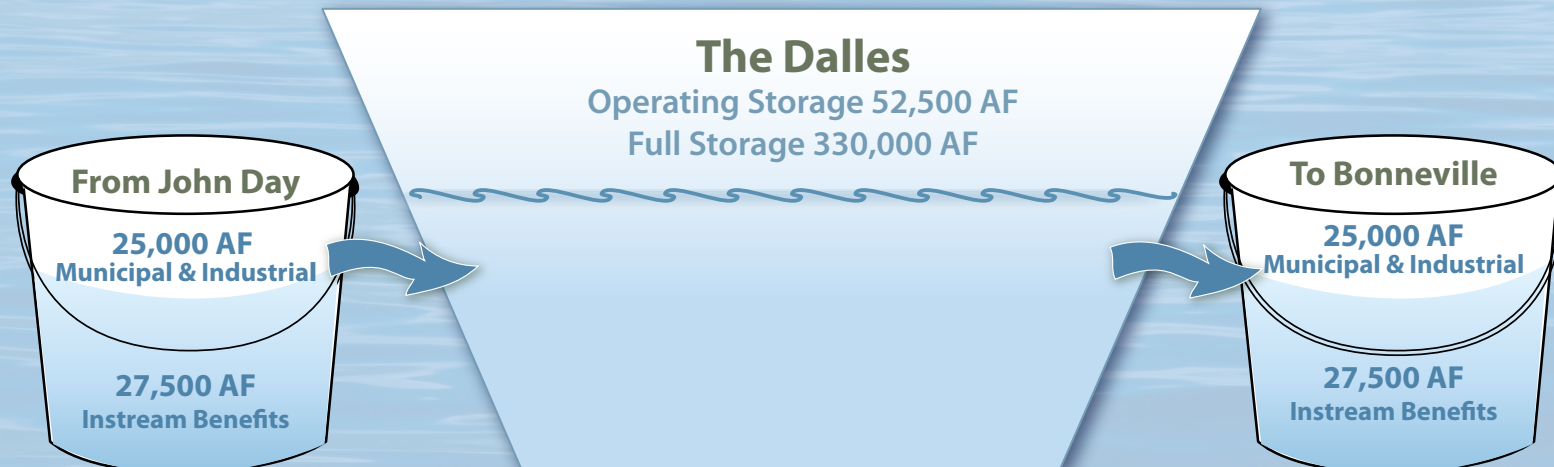 The Dalles
Operating Storage 52,500 AF
Full Storage 330,000 AF
From John Day
25,000 AF
Municipal & Industrial
27,500 AF
Instream Benefits
To Bonneville
25,000 AF
Municipal & Industrial
27,500 AF
Instream Benefits